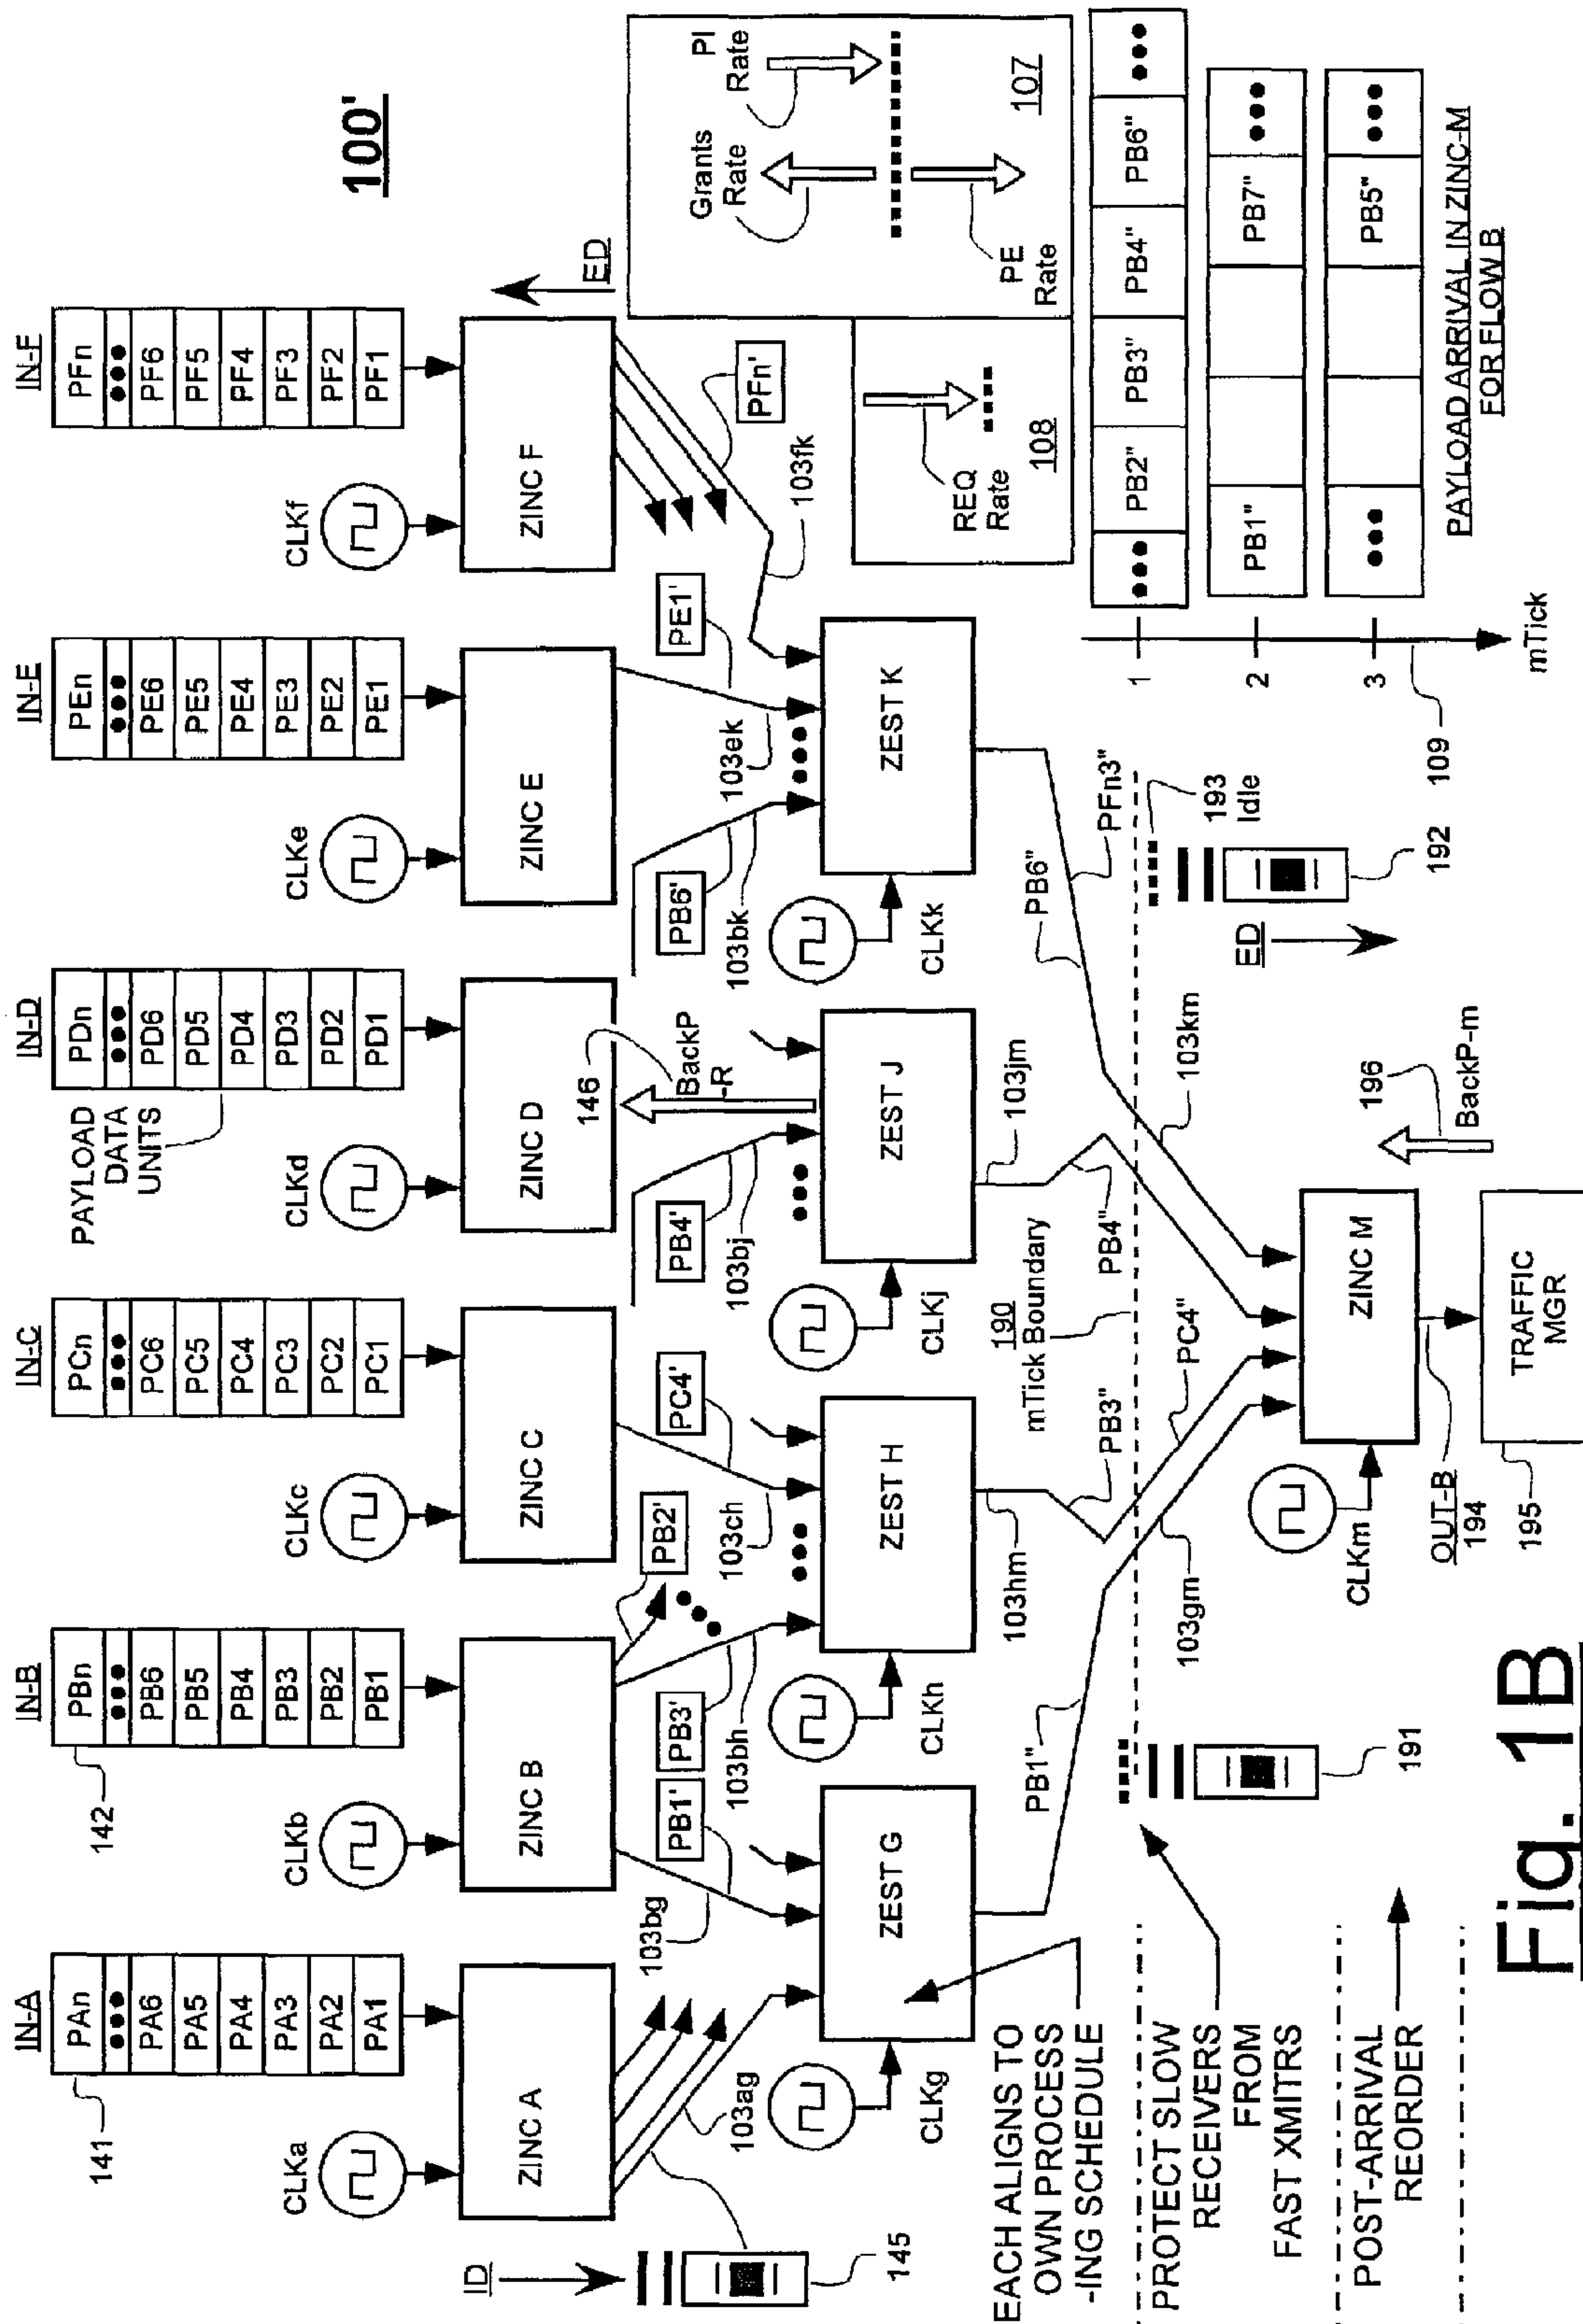 100'
IN-A
IN-B
IN-C
IN-D
IN-E
IN-F
PAn
PA6
PA5
PA4
PA3
PA2
PA1
141
PBn
PB6
PB5
PB4
PB3
PB2
PB1
142
PCn
PC6
PC5
PC4
PC3
PC2
PC1
PAYLOAD
DATA
UNITS
PDn
PD6
PD5
PD4
PD3
PD2
PD1
PEn
PE6
PE5
PE4
PE3
PE2
PE1
PFn
PF6
PF5
PF4
PF3
PF2
PF1
CLKa
CLKb
CLKc
CLKd
CLKe
CLKf
ZINC A
ZINC B
ZINC C
ZINC D
ZINC E
ZINC F
ID
145
103ag
103bg
PB1'
PB3'
103bh
PB2'
PC4'
103ch
PB4'
103bj
146
BackP
-R
PB6'
103bk
103ek
PE1'
103fk
PFn'
ED
CLKg
CLKh
CLKj
CLKk
ZEST G
ZEST H
ZEST J
ZEST K
REQ
Rate
108
Grants
Rate
PI
Rate
PE
Rate
107
EACH ALIGNS TO
OWN PROCESS
-ING SCHEDULE
PROTECT SLOW
RECEIVERS
FROM
FAST XMITRS
POST-ARRIVAL
REORDER
PB1"
103gm
103hm
PB3"
PC4"
mTick Boundary
190
103jm
PB4"
PB6"
PFn3"
103km
191
193
Idle
192
ED
CLKm
ZINC M
OUT-B
194
TRAFFIC
MGR
195
196
BackP-m
1
2
3
mTick
109
PB2"
PB3"
PB4"
PB6"
PB1"
PB7"
PB5"
PAYLOAD ARRIVAL IN ZINC-M
FOR FLOW B
Fig. 1B